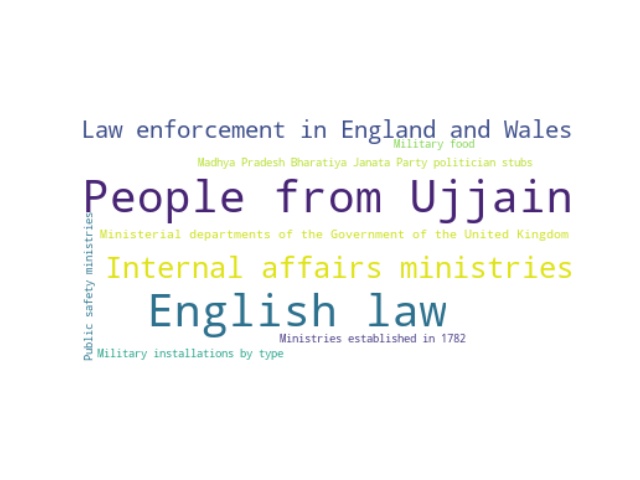 Law enforcement in England and Wales
Military food
Madhya Pradesh Bharatiya Janata Party politician stubs
People from Ujjain
Public safety ministries
Ministerial departments of the Government of the United Kingdom
Internal affairs ministries
English law
Ministries established in 1782
Military installations by type